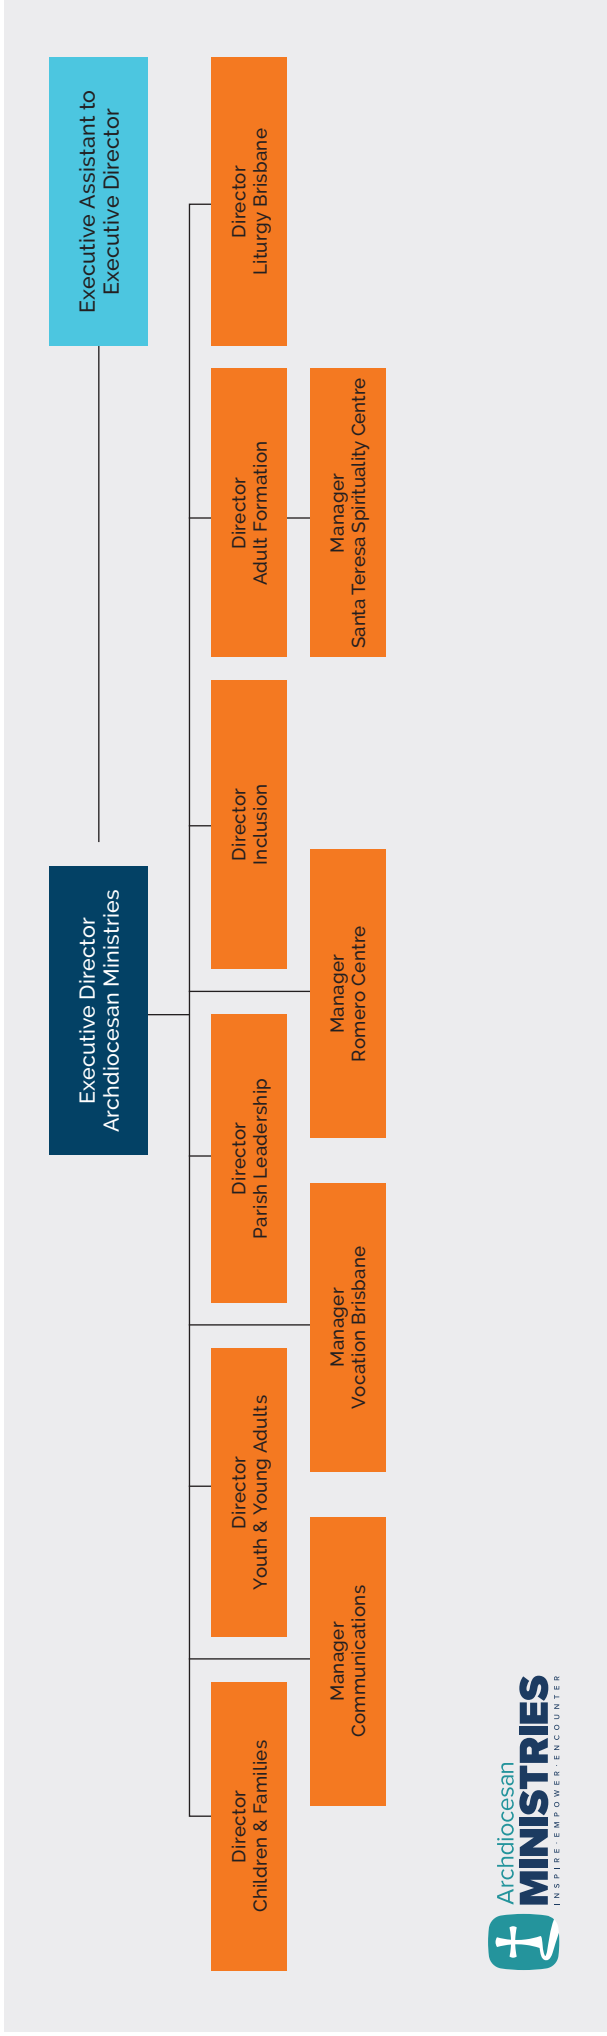 Executive Director
Archdiocesan Ministries
Executive Assistant to
Executive Director
Director
Children & Families
Director
Youth & Young Adults
Director
Parish Leadership
Director
Inclusion
Director
Adult Formation
Director
Liturgy Brisbane
Manager
Communications
Manager
Vocation Brisbane
Manager
Romero Centre
Manager
Santa Teresa Spirituality Centre
Archdiocesan
MINISTRIES
INSPIRE·EMPOWER·ENCOUNTER